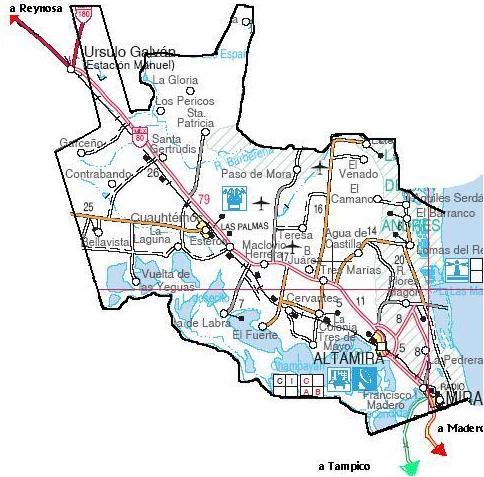 a Reynosa
180
Ursulo Galván
(Estación Manuel)
La Gloria
Los Pericos
Sta.
Patricia
80
Garceño
Santa
Gertrudis
R. Barberena
Contrabando
26
79
Paso de Mora
El
Venado
El
Camano
25
Cuauhtémoc
LAS PALMAS
16
Aquiles Serdán
El Barranco
ANDRES
Bellavista
La
Laguna
Esteros
Teresa
B
Juárez
Agua de
Castilla
14
Lomas del Re
Maclovio
Herrera
17
Tres Marías
20
R.
Flores
Magón
Vuelta de
las Yeguas
7
Cervantes
5
11
La de Labra
El Fuerte
La
Colonia
Tres de
Mayo
5
8
ALTAMIRA
Champayán
La Pedrera
5
C I C
A B
Francisco I
Madero
RADIO
MIRA
a Madero
a Tampico